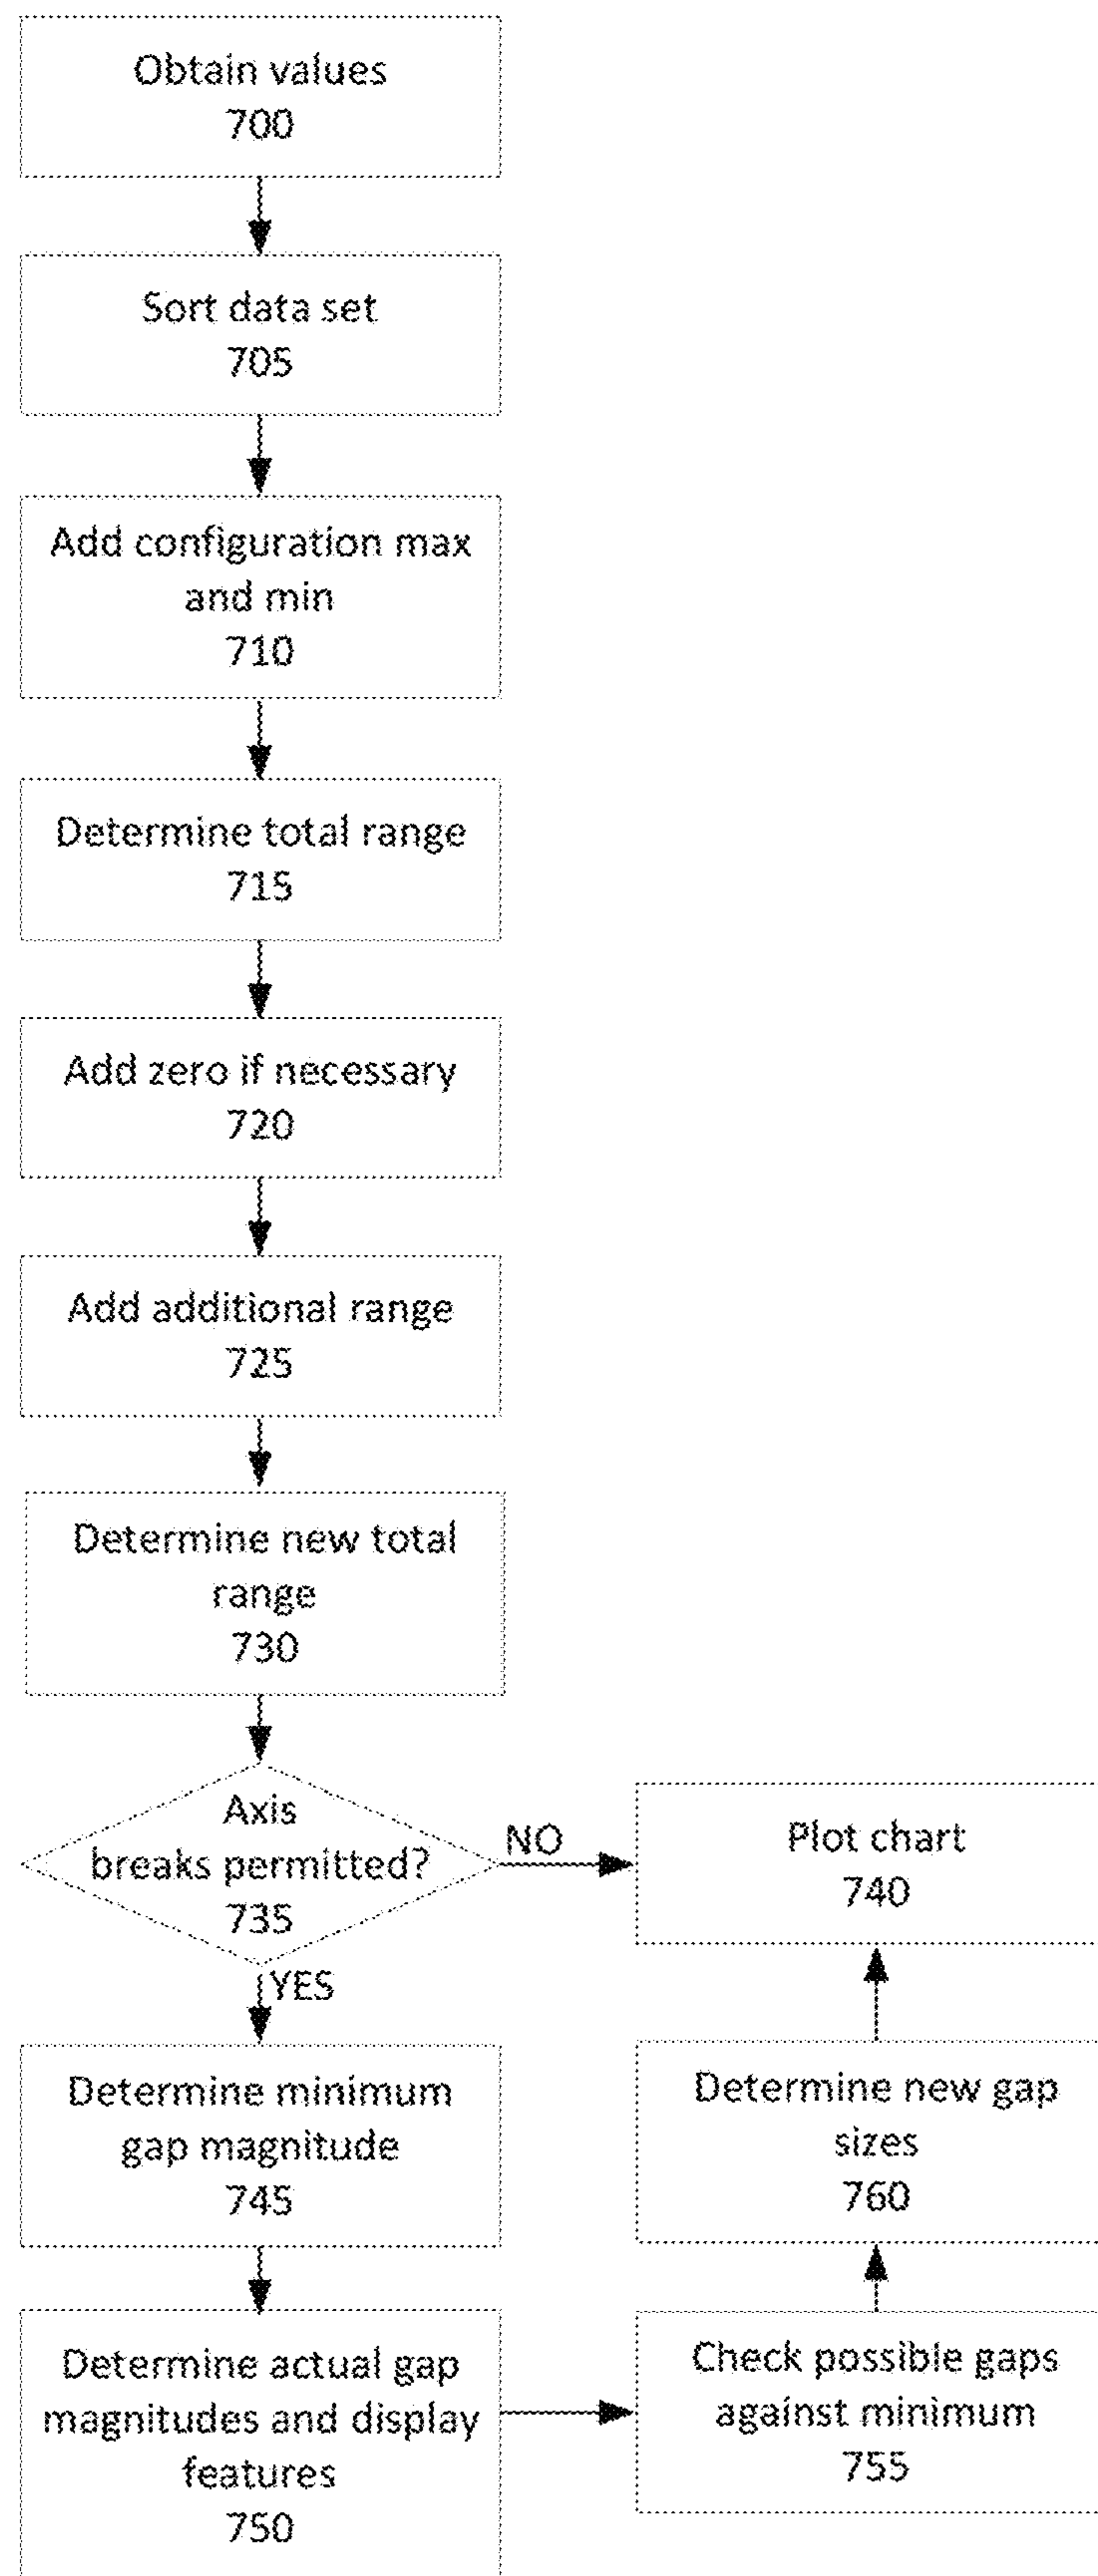 Obtain values
700
Sort data set
705
Add configuration max
and min
710
Determine total range
715
Add zero if necessary
720
Add additional range
725
Determine new total
range
730
Axis
breaks permitted?
735
NO
Plot chart
740
YES
Determine minimum
gap magnitude
745
Determine actual gap
magnitudes and display
features
750
Check possible gaps
against minimum
755
Determine new gap
sizes
760